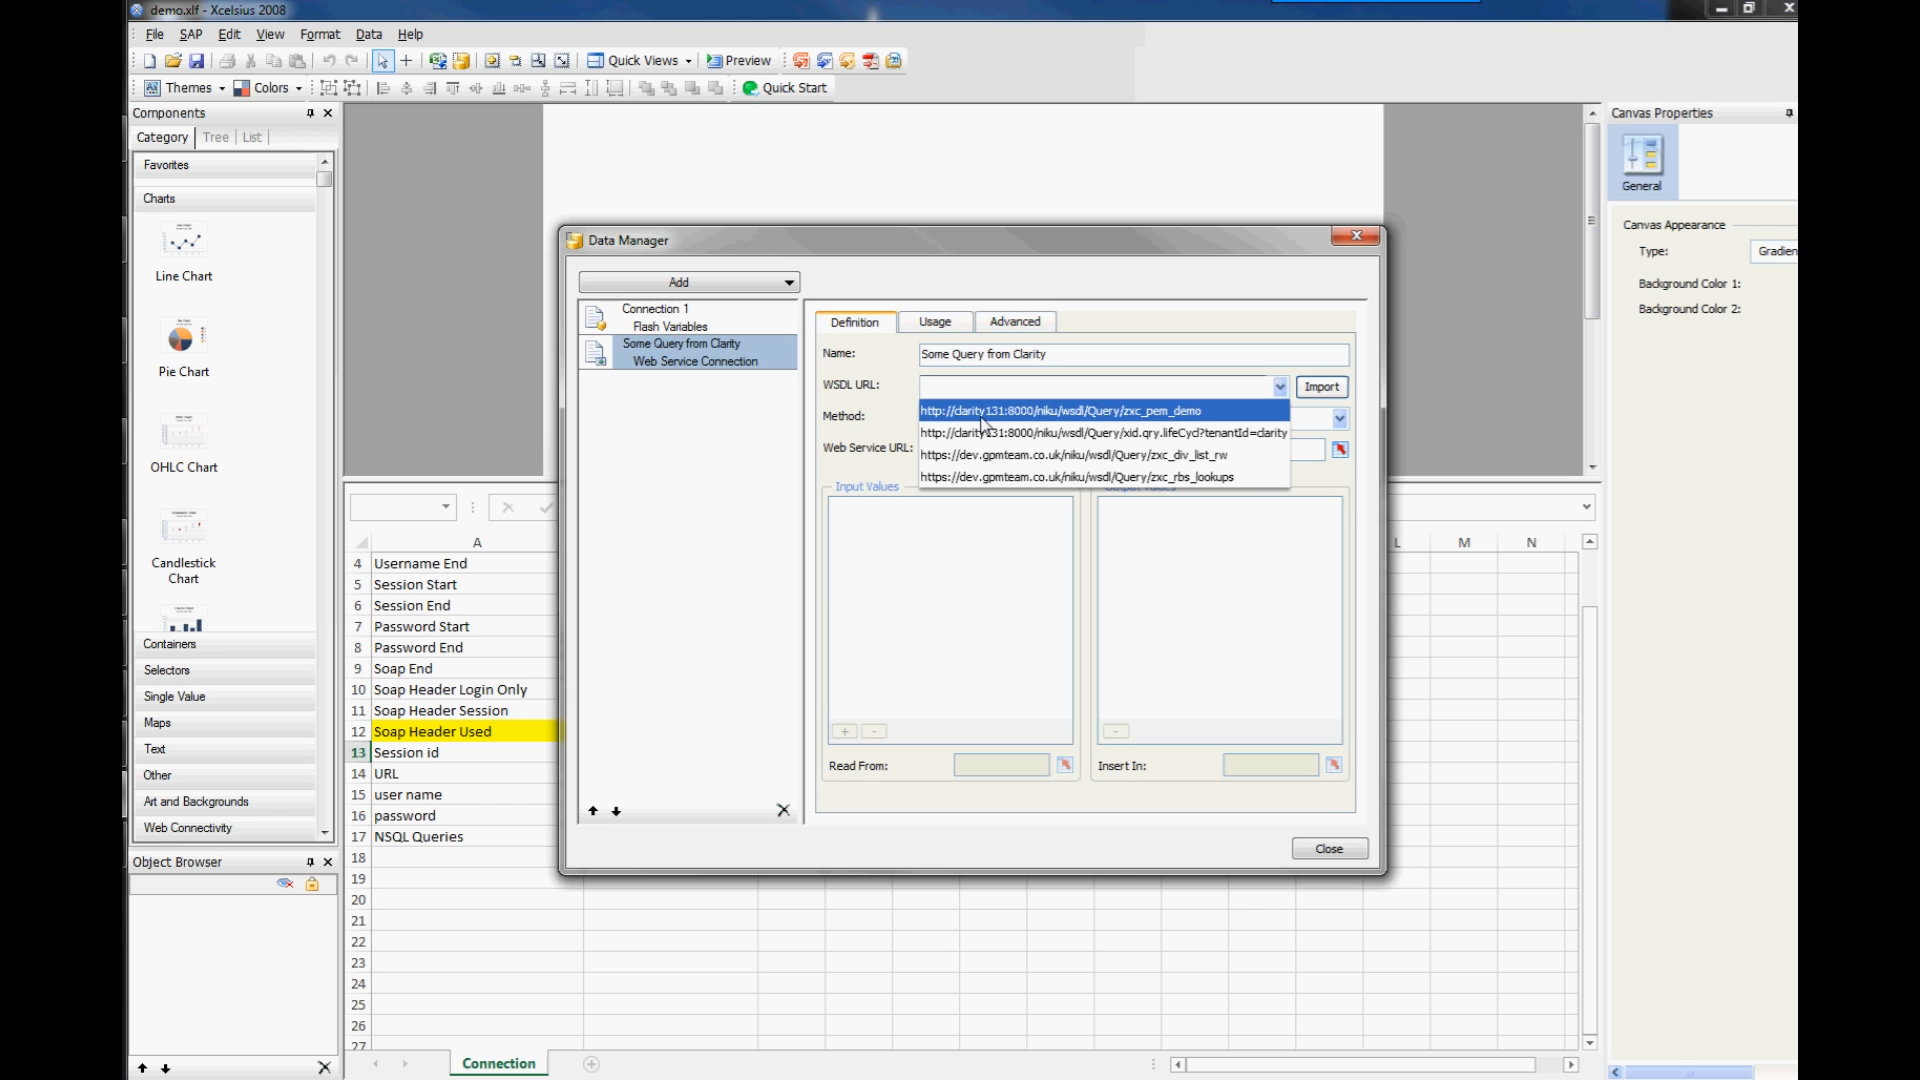 demo.xlf - Xcelsius 2008
File SAP Edit View Format Data Help
Quick Views Preview
Themes Colors Quick Start
Components
Category Tree List
Favorites
Charts
Line Chart
Pie Chart
OHLC Chart
Candlestick
Chart
Containers
Selectors
Single Value
Maps
Text
Other
Art and Backgrounds
Web Connectivity
Object Browser
Canvas Properties
General
Canvas Appearance
Type: Gradien
Background Color 1:
Background Color 2:
Data Manager
Add
Connection 1
Flash Variables
Some Query from Clarity
Web Service Connection
Definition Usage Advanced
Name: Some Query from Clarity
WSDL URL: Import
http://clarity131:8000/niku/wsdl/Query/zxc_pem_demo
Method:
http://clarity131:8000/niku/wsdl/Query/xid.qry.lifeCycl?tenantId=clarity
Web Service URL:
https://dev.gpmteam.co.uk/niku/wsdl/Query/zxc_div_list_rw
https://dev.gpmteam.co.uk/niku/wsdl/Query/zxc_rbs_lookups
Input Values
+ - -
Read From: Insert In:
Close
A L M N
4 Username End
5 Session Start
6 Session End
7 Password Start
8 Password End
9 Soap End
10 Soap Header Login Only
11 Soap Header Session
12 Soap Header Used
13 Session id
14 URL
15 user name
16 password
17 NSQL Queries
18
19
20
21
22
23
24
25
26
27
Connection